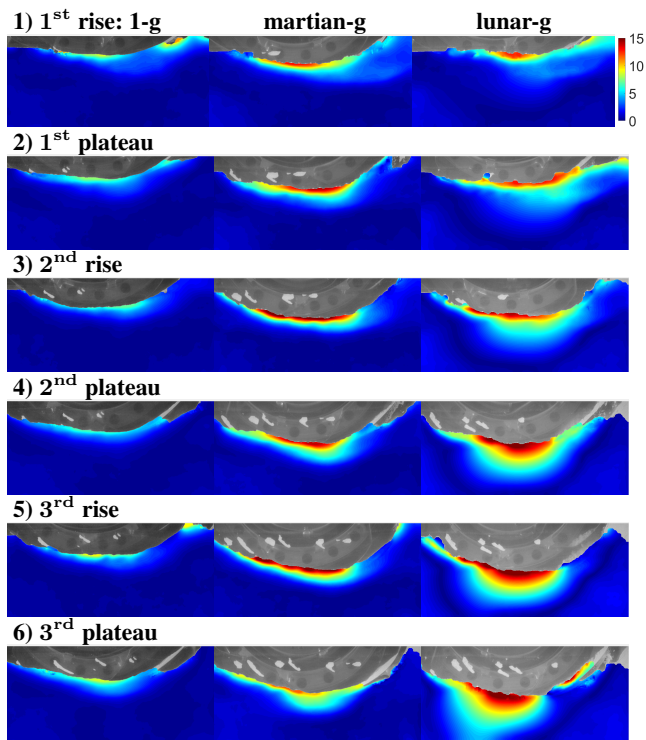 1) 1st rise: 1-g martian-g lunar-g
15
10
5
0
2) 1st plateau
3) 2nd rise
4) 2nd plateau
5) 3rd rise
6) 3rd plateau